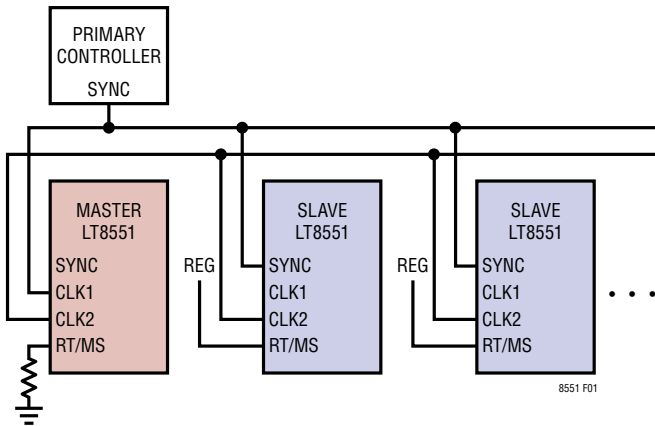 PRIMARY
CONTROLLER
SYNC
MASTER
LT8551
SYNC
CLK1
CLK2
RT/MS
REG
SLAVE
LT8551
SYNC
CLK1
CLK2
RT/MS
REG
SLAVE
LT8551
SYNC
CLK1
CLK2
RT/MS
8551 F01